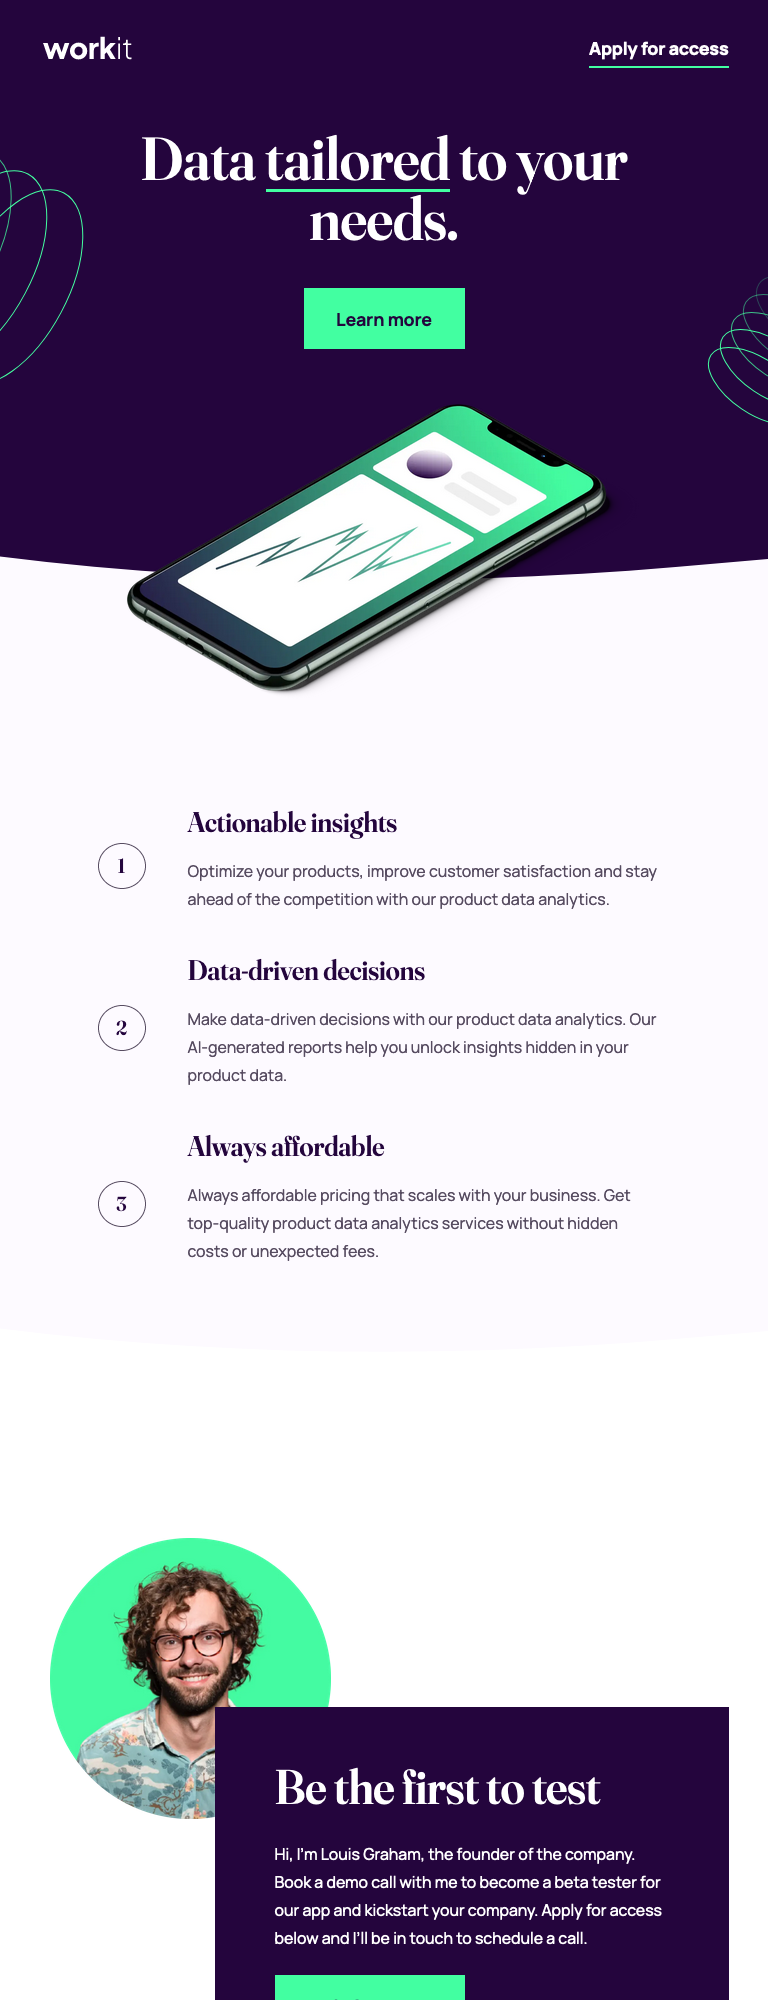 workit
Apply for access
Data tailored to your
needs.
Learn more
Actionable insights
1
Optimize your products, improve customer satisfaction and stay
ahead of the competition with our product data analytics.
Data-driven decisions
2
Make data-driven decisions with our product data analytics. Our
AI-generated reports help you unlock insights hidden in your
product data.
Always affordable
3
Always affordable pricing that scales with your business. Get
top-quality product data analytics services without hidden
costs or unexpected fees.
Be the first to test
Hi, I'm Louis Graham, the founder of the company.
Book a demo call with me to become a beta tester for
our app and kickstart your company. Apply for access
below and I'll be in touch to schedule a call.